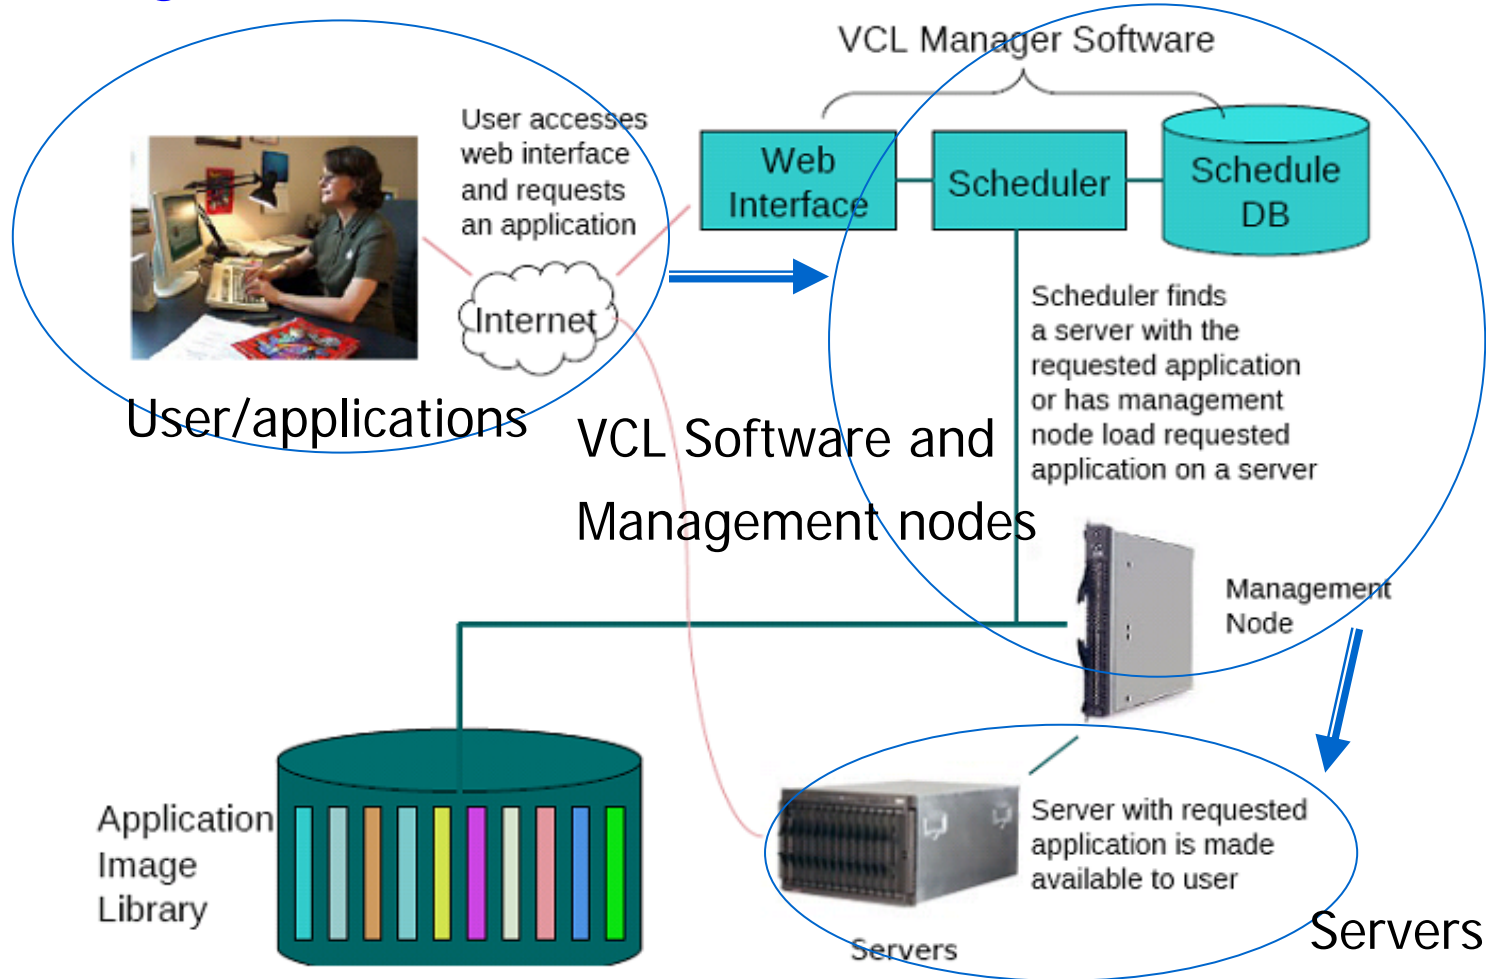 VCL Manager Software
User accesses
web interface
and requests
an application
Web
Interface
Scheduler
Schedule
DB
Internet
Scheduler finds
a server with the
requested application
or has management
node load requested
application on a server
User/applications
VCL Software and
Management nodes
Management
Node
Application
Image
Library
Server with requested
application is made
available to user
Servers
Servers